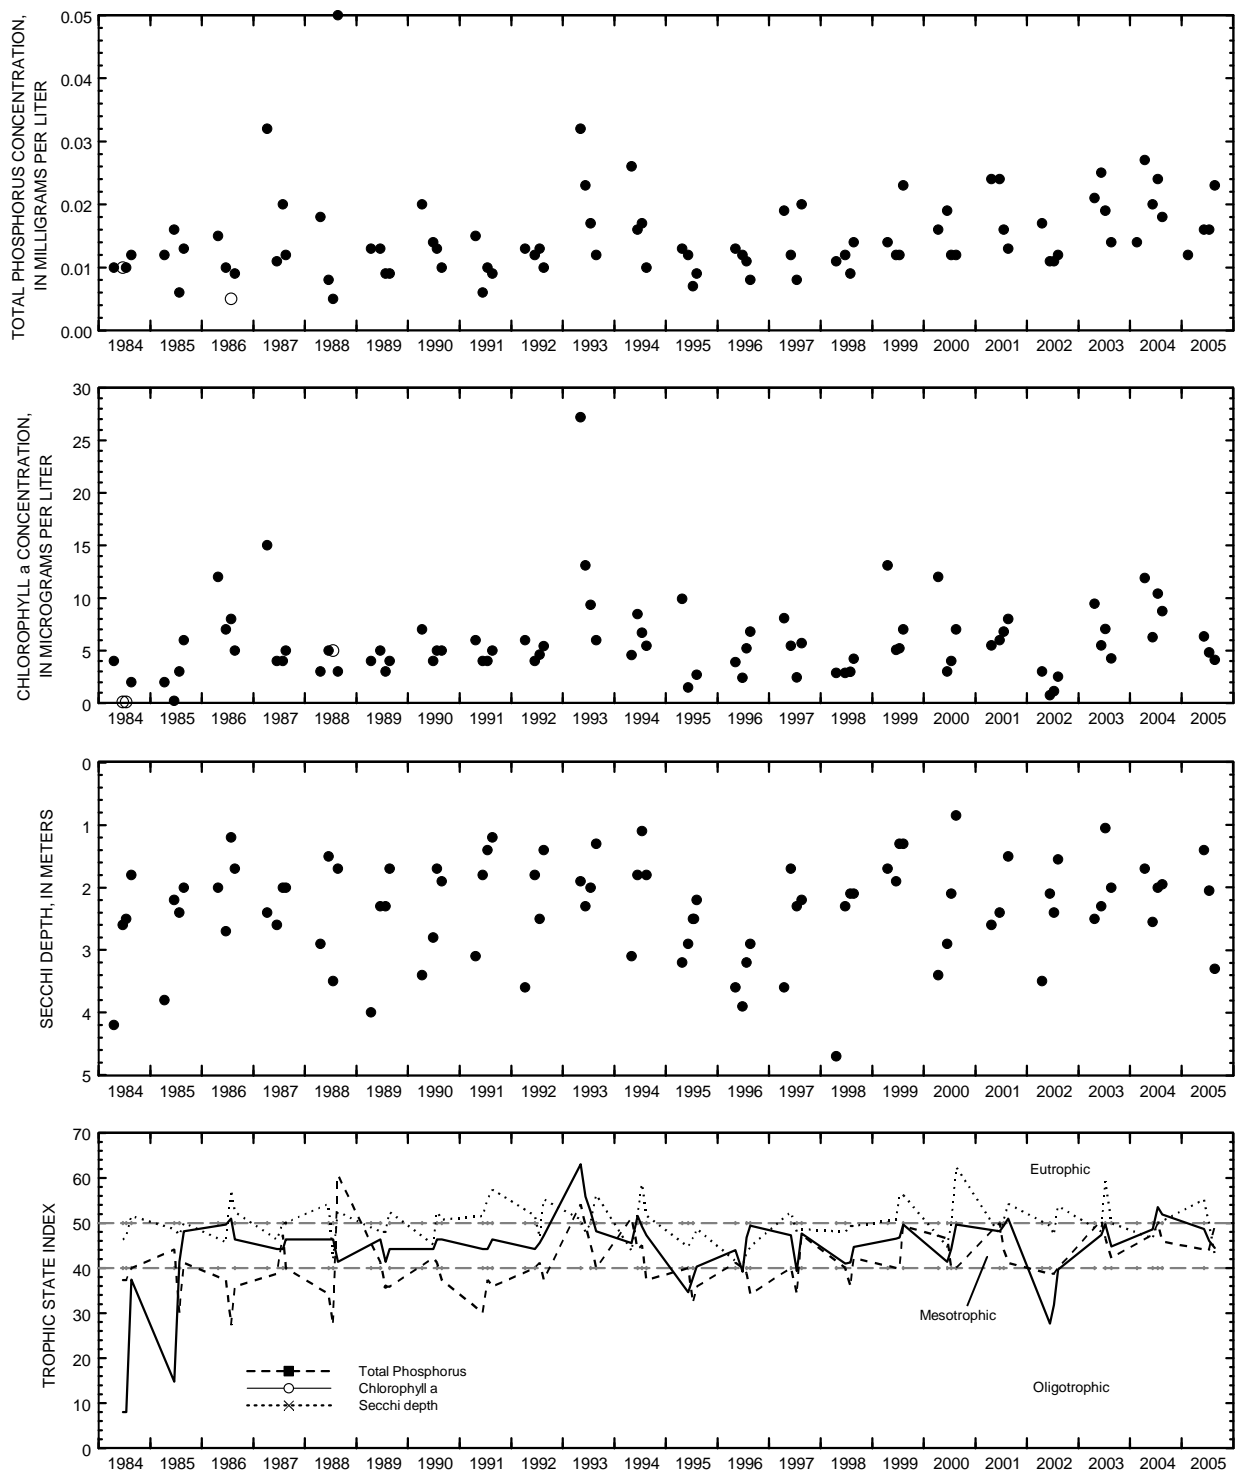 TOTAL PHOSPHORUS CONCENTRATION,
IN MILLIGRAMS PER LITER
0.05
0.04
0.03
0.02
0.01
0.00
1984 1985 1986 1987 1988 1989 1990 1991 1992 1993 1994 1995 1996 1997 1998 1999 2000 2001 2002 2003 2004 2005
CHLOROPHYLL a CONCENTRATION,
IN MICROGRAMS PER LITER
30
25
20
15
10
5
0
1984 1985 1986 1987 1988 1989 1990 1991 1992 1993 1994 1995 1996 1997 1998 1999 2000 2001 2002 2003 2004 2005
SECCHI DEPTH, IN METERS
0
1
2
3
4
5
1984 1985 1986 1987 1988 1989 1990 1991 1992 1993 1994 1995 1996 1997 1998 1999 2000 2001 2002 2003 2004 2005
TROPHIC STATE INDEX
70
60
50
40
30
20
10
0
Eutrophic
Mesotrophic
Oligotrophic
Total Phosphorus
Chlorophyll a
Secchi depth
1984 1985 1986 1987 1988 1989 1990 1991 1992 1993 1994 1995 1996 1997 1998 1999 2000 2001 2002 2003 2004 2005